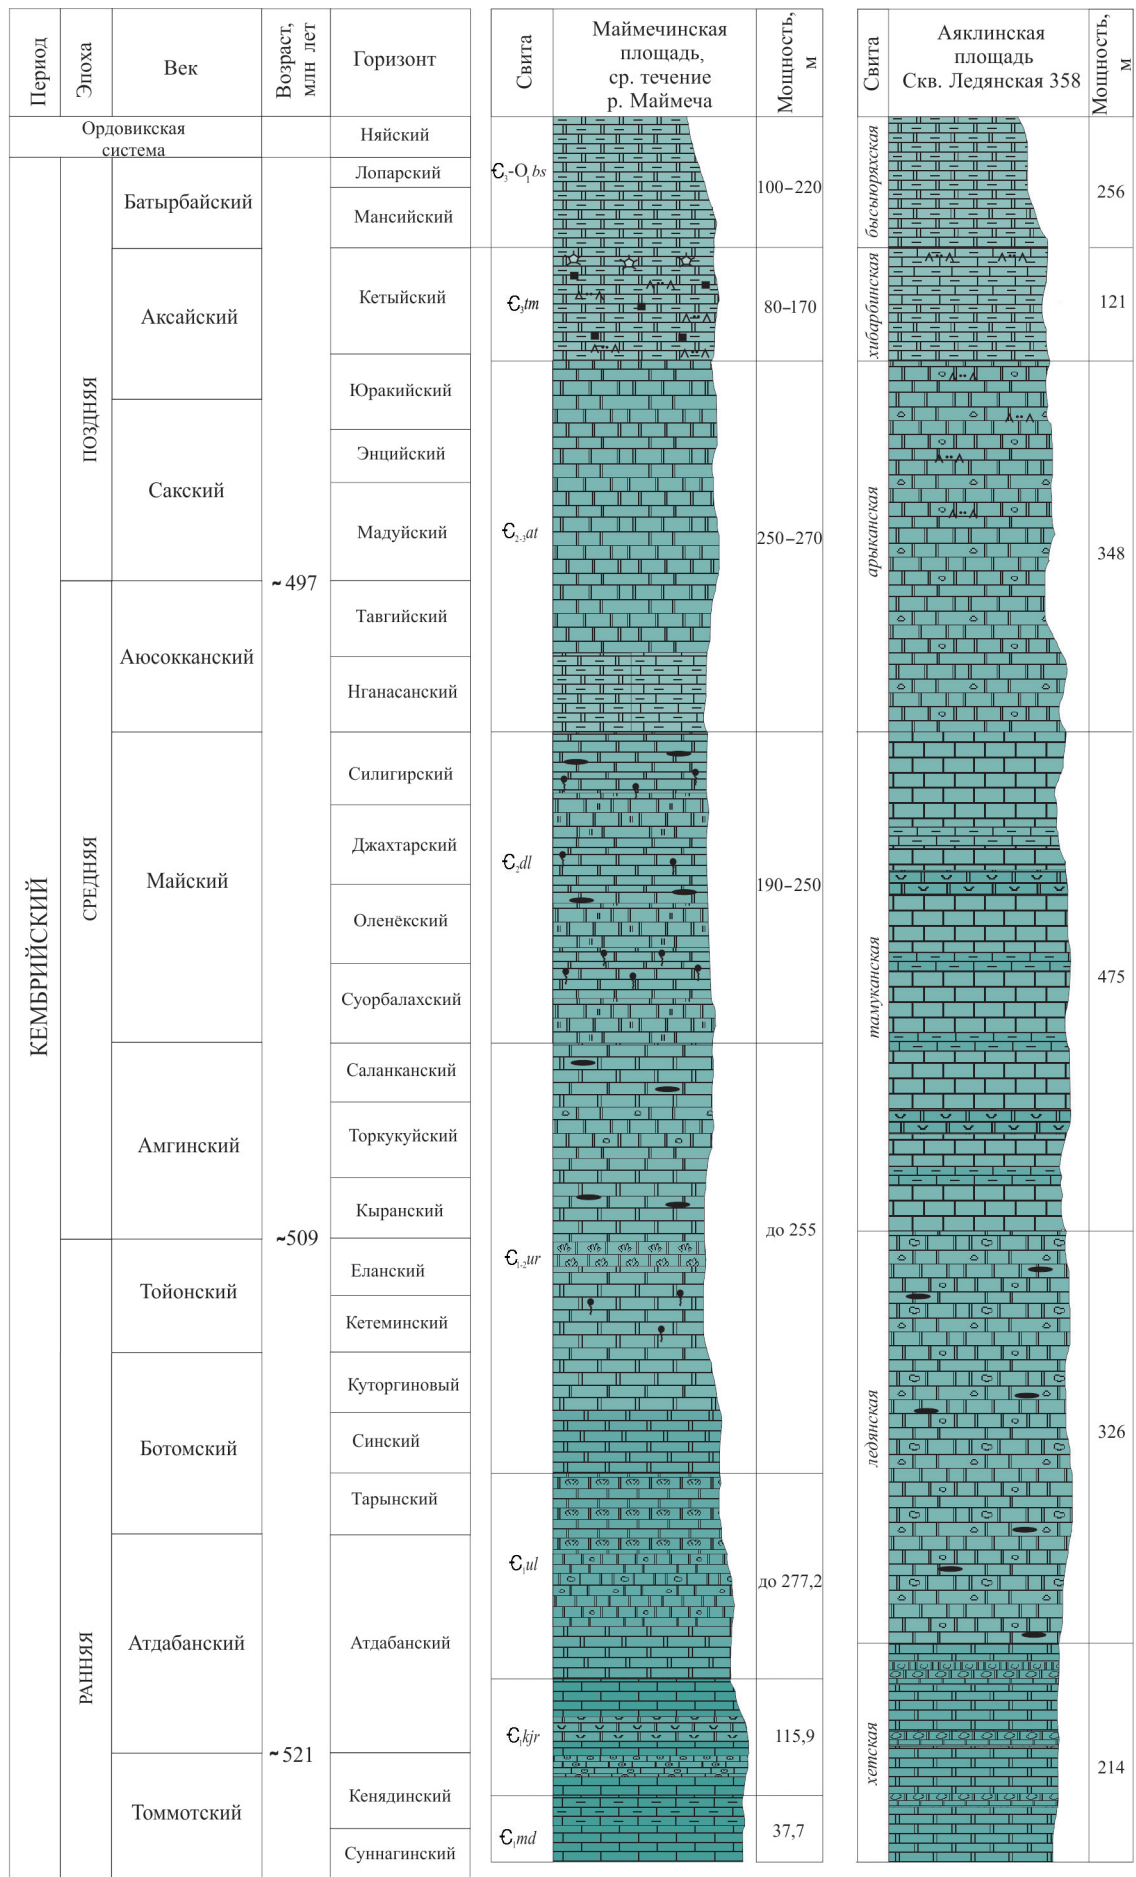 Период
Эпоха
Век
Возраст,
млн лет
Горизонт
Свита
Маймечинская
площадь,
ср. течение
р. Маймеча
Мощность,
м
Свита
Аяклинская
площадь
Скв. Ледянская 358
Мощность,
м
Ордовикская
система
КЕМБРИЙСКИЙ
ПОЗДНЯЯ
СРЕДНЯЯ
РАННЯЯ
Батырбайский
Аксайский
Сакский
Аюсокканский
Майский
Амгинский
Тойонский
Ботомский
Атдабанский
Томмотский
~497
~509
~521
Няйский
Лопарский
Мансийский
Кетыйский
Юракийский
Энцийский
Мадуйский
Тавгийский
Нганасанский
Силигирский
Джахтарский
Оленёкский
Суорбалахский
Саланканский
Торкукуйский
Кыранский
Еланский
Кетеминский
Куторгиновый
Синский
Тарынский
Атдабанский
Кенядинский
Суннагинский
Є₃-O₁bs
Є₃tm
Є₂₋₃at
Є₂dl
Є₁₋₂ur
Є₁ul
Є₁kjr
Є₁md
100–220
80–170
250–270
190–250
до 255
до 277,2
115,9
37,7
бысыюряхская
хибарбинская
арыканская
тамуканская
ледянская
хетская
256
121
348
475
326
214